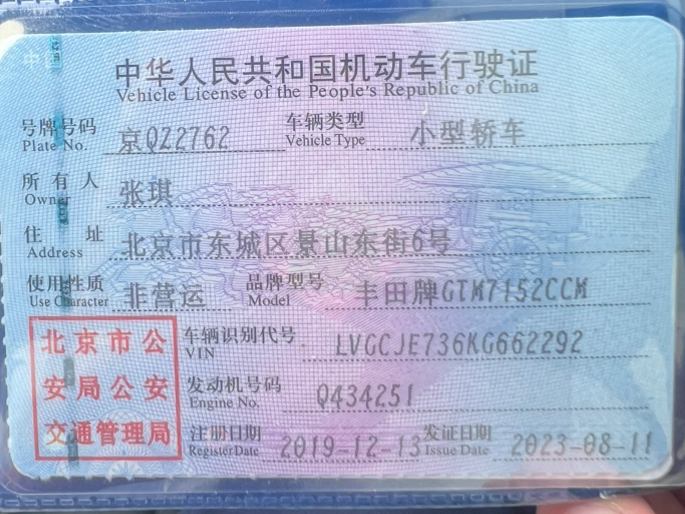 中华人民共和国机动车行驶证
Vehicle License of the People's Republic of China
号牌号码 京QZ2762 车辆类型 小型轿车
Plate No. Vehicle Type
所有人 张琪
Owner
住址 北京市东城区景山东街6号
Address
使用性质 非营运 品牌型号 丰田牌GTM7152CCM
Use Character Model
车辆识别代号 LVGCJE736KG662292
VIN
发动机号码 Q434251
Engine No.
注册日期 2019-12-13 发证日期 2023-08-11
Register Date Issue Date
北京市公
安局公安
交通管理局